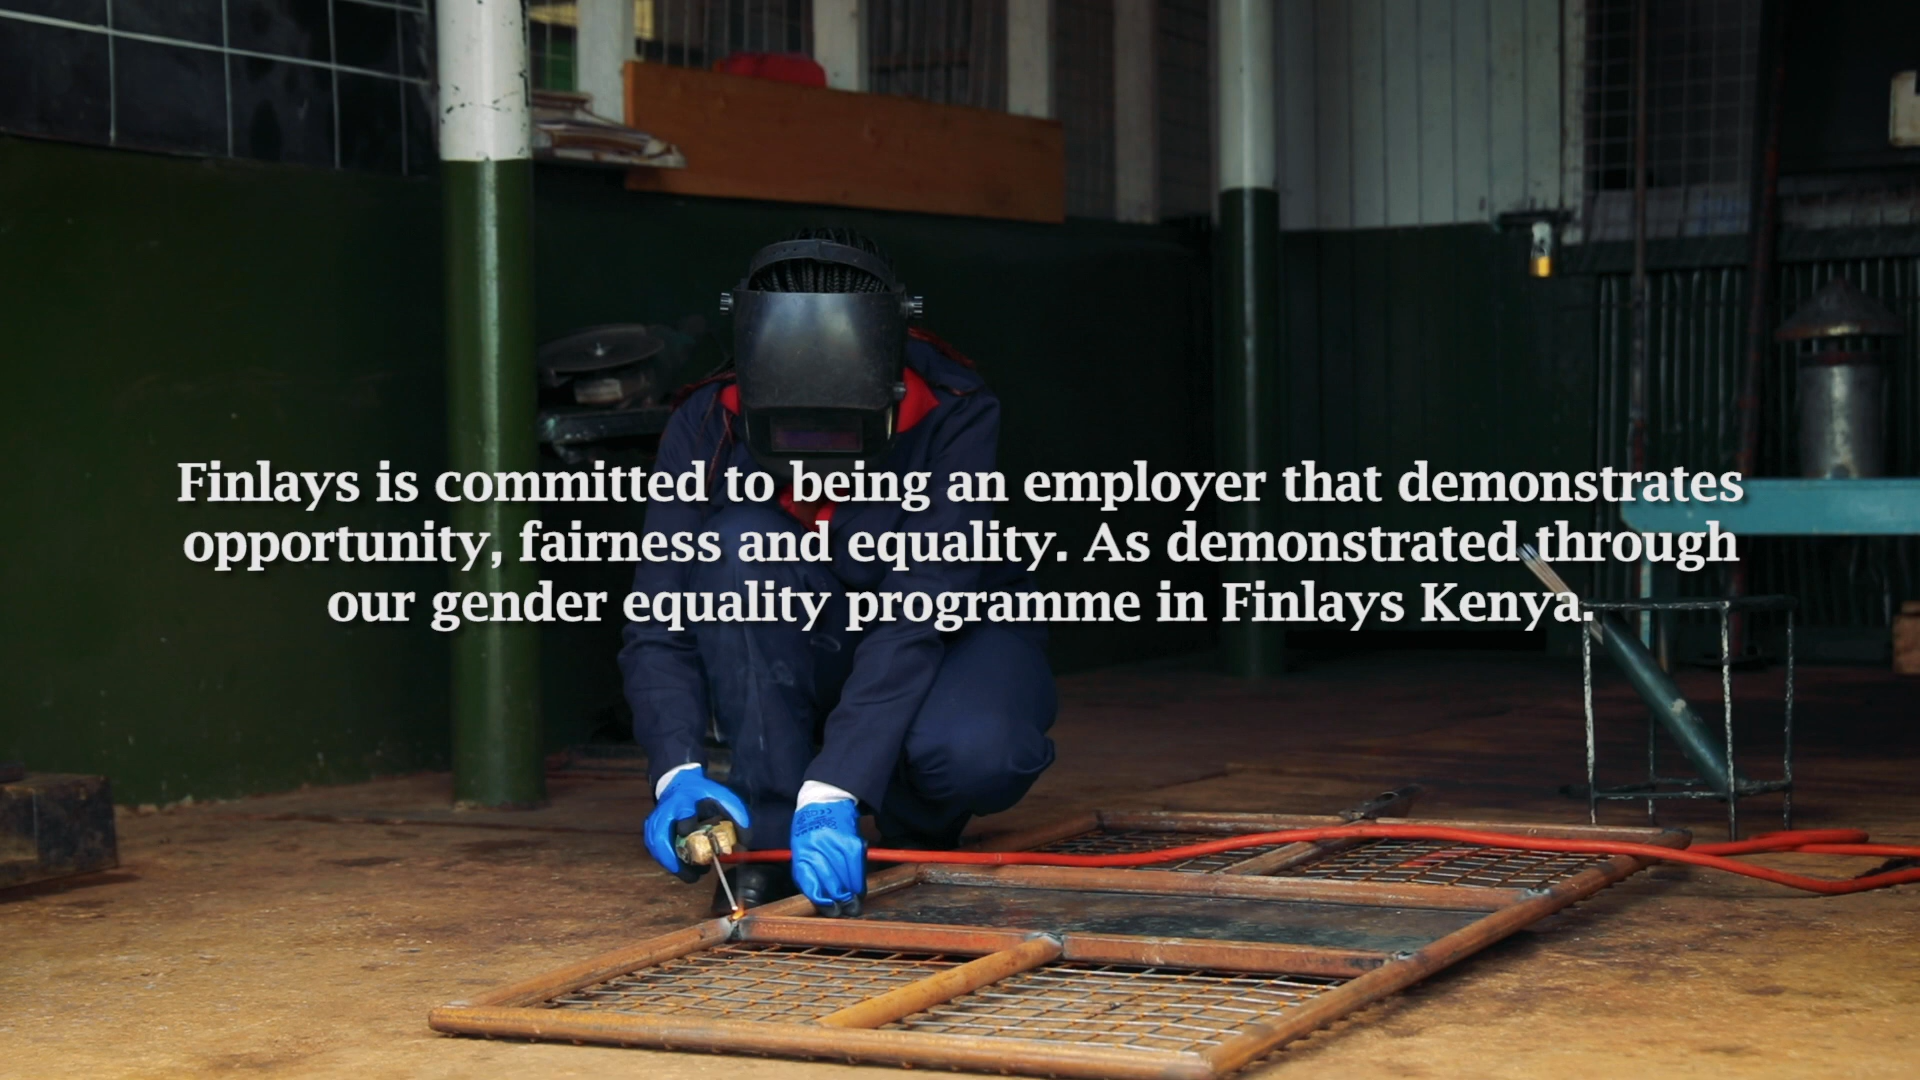 Finlays is committed to being an employer that demonstrates
opportunity, fairness and equality. As demonstrated through
our gender equality programme in Finlays Kenya.